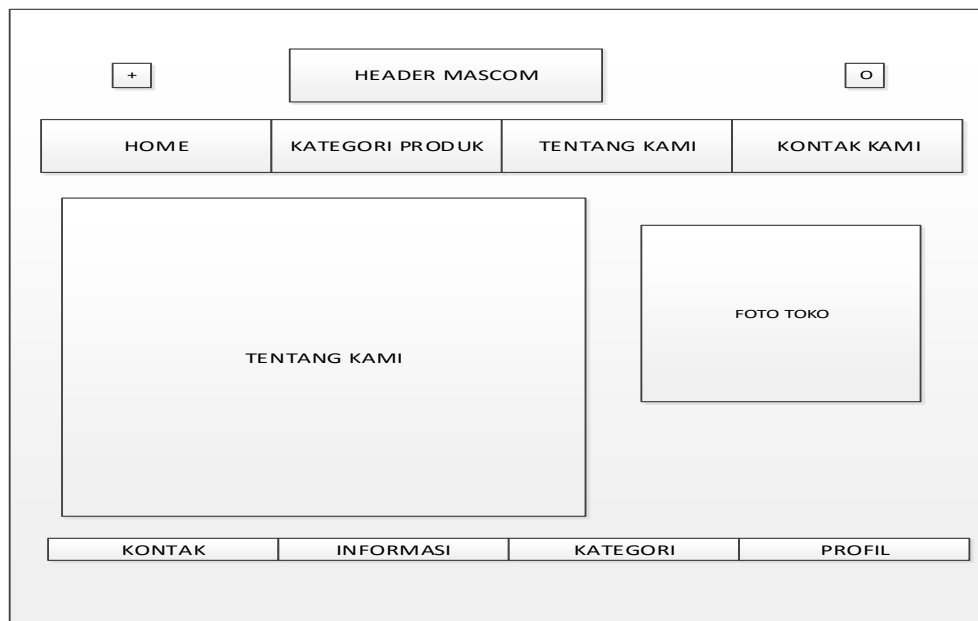 +
HEADER MASCOM
O
HOME
KATEGORI PRODUK
TENTANG KAMI
KONTAK KAMI
TENTANG KAMI
FOTO TOKO
KONTAK
INFORMASI
KATEGORI
PROFIL